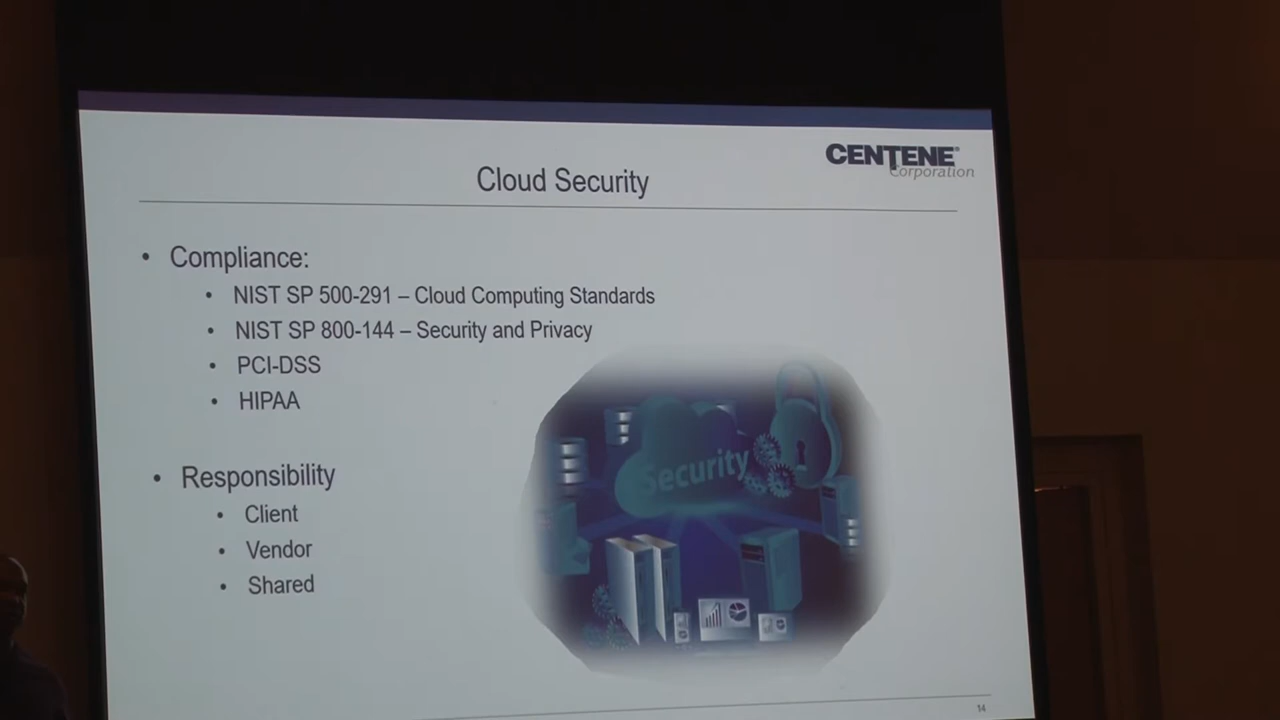 CENTENE®
Corporation
Cloud Security
• Compliance:
• NIST SP 500-291 – Cloud Computing Standards
• NIST SP 800-144 – Security and Privacy
• PCI-DSS
• HIPAA
Security
• Responsibility
• Client
• Vendor
• Shared
14